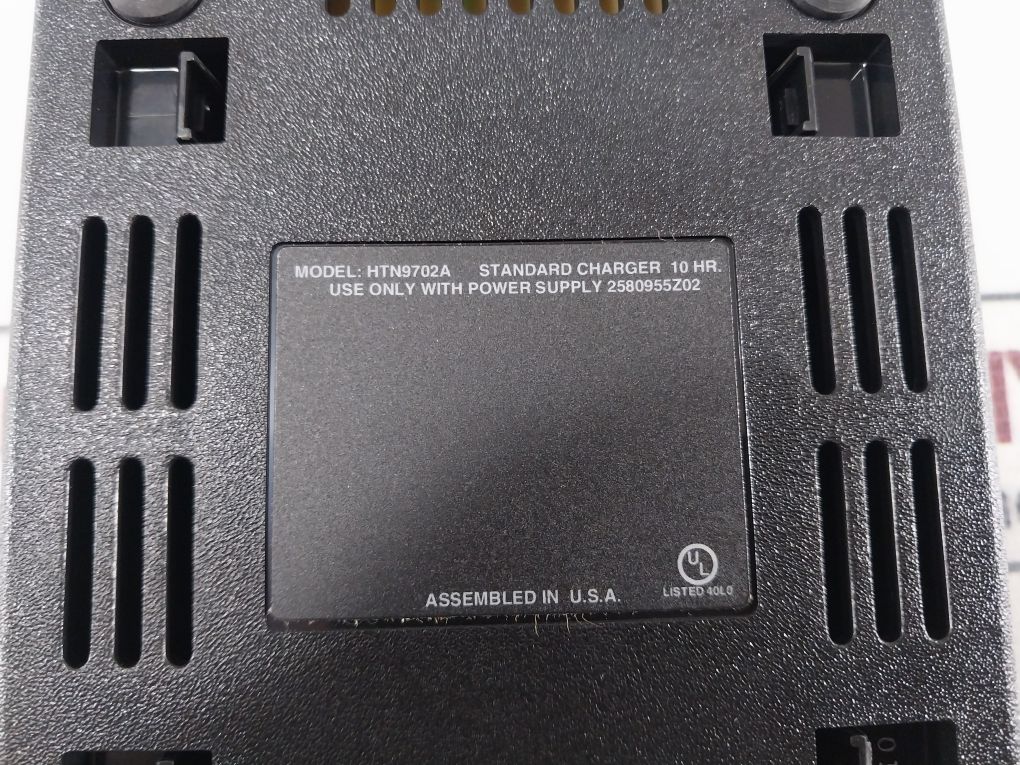 MODEL: HTN9702A STANDARD CHARGER 10 HR.
USE ONLY WITH POWER SUPPLY 2580955Z02
UL
LISTED 40L0
ASSEMBLED IN U.S.A.